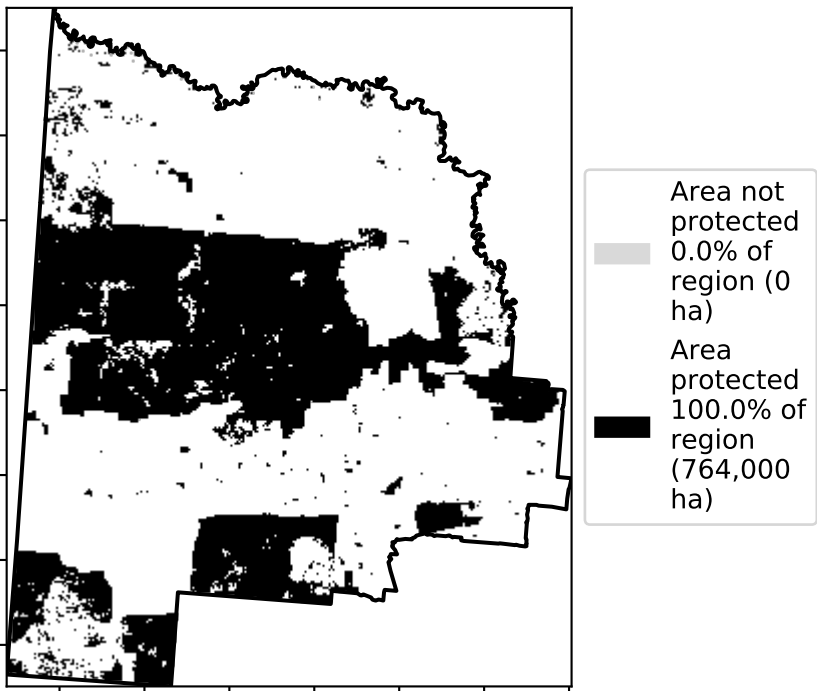 Area not
protected
0.0% of
region (0
ha)
Area
protected
100.0% of
region
(764,000
ha)